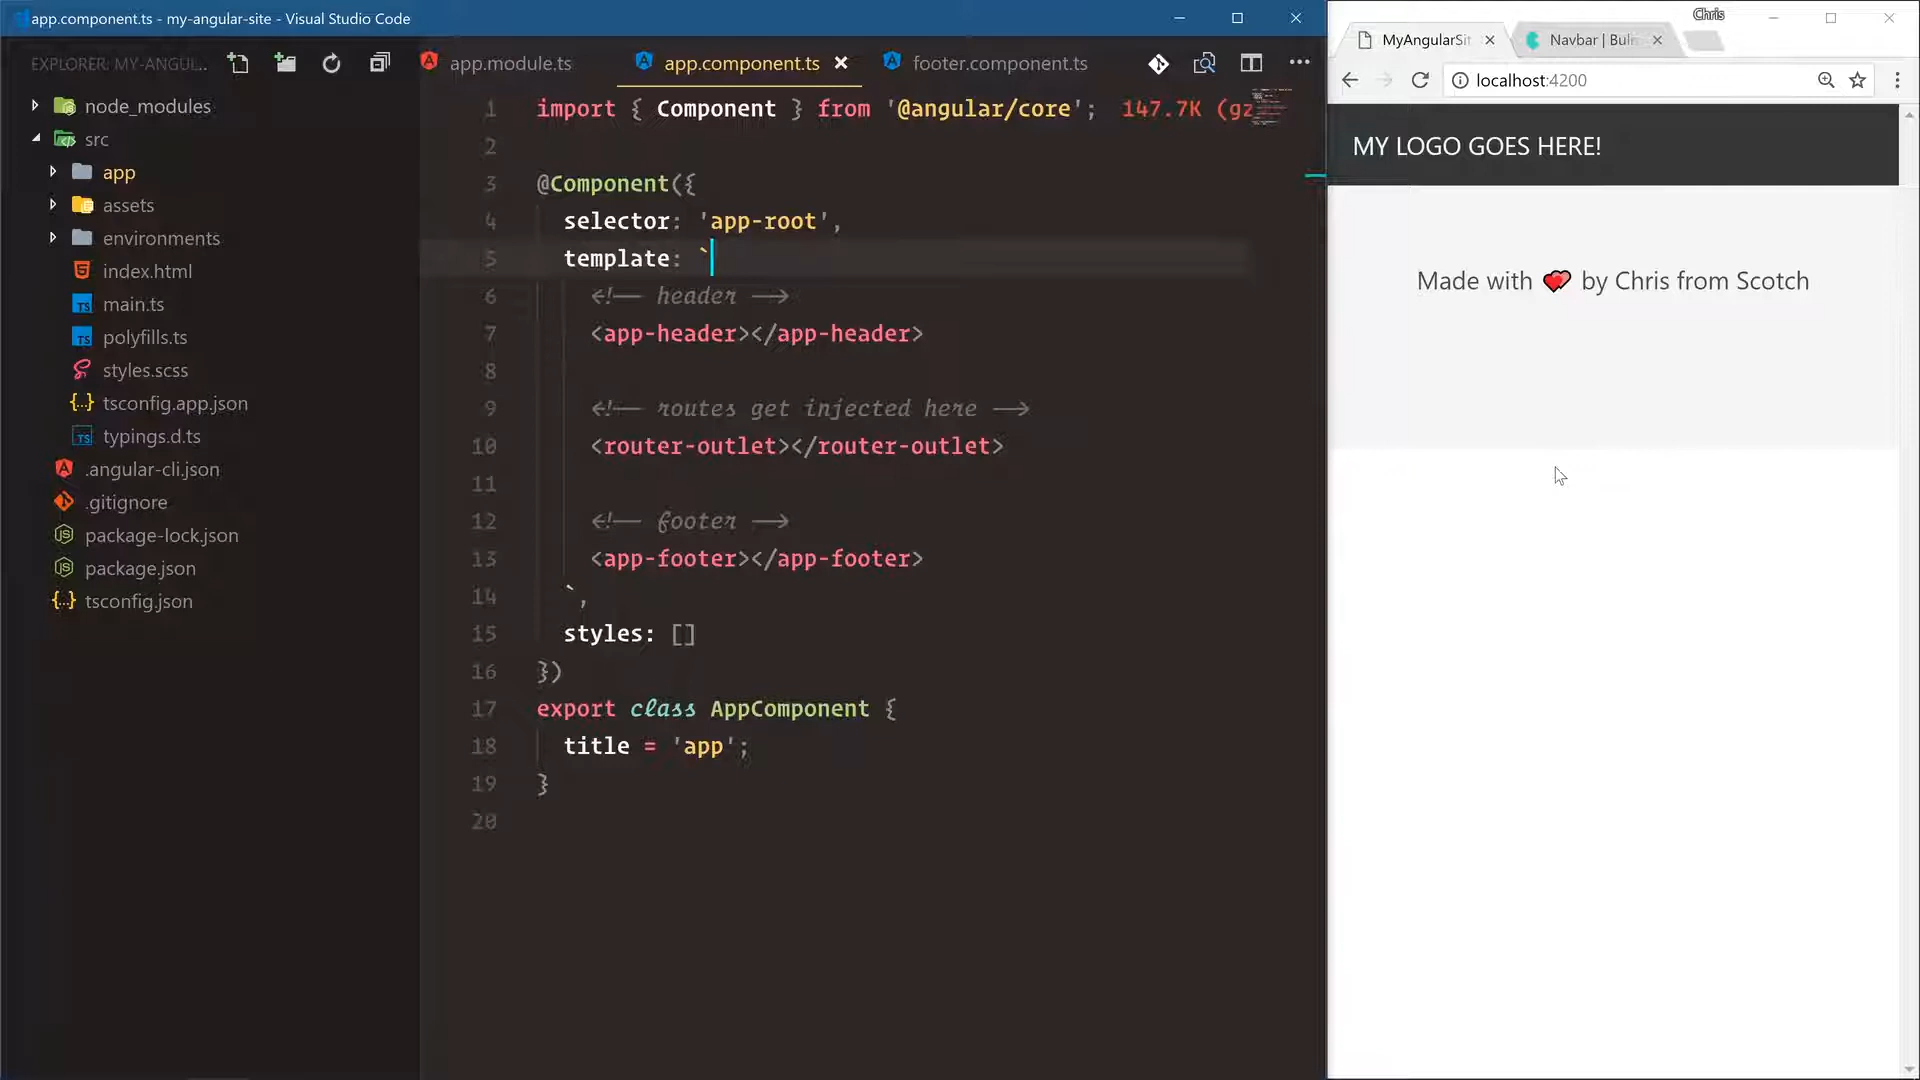 app.component.ts - my-angular-site - Visual Studio Code
EXPLORER: MY-ANGUL...
node_modules
src
app
assets
environments
index.html
main.ts
polyfills.ts
styles.scss
tsconfig.app.json
typings.d.ts
.angular-cli.json
.gitignore
package-lock.json
package.json
tsconfig.json
app.module.ts
app.component.ts
footer.component.ts
1 import { Component } from '@angular/core'; 147.7K (gz
2
3 @Component({
4 selector: 'app-root',
5 template: `
6 <!-- header -->
7 <app-header></app-header>
8
9 <!-- routes get injected here -->
10 <router-outlet></router-outlet>
11
12 <!-- footer -->
13 <app-footer></app-footer>
14 `,
15 styles: []
16 })
17 export class AppComponent {
18 title = 'app';
19 }
20
Chris
MyAngularSit
Navbar | Bul
localhost:4200
MY LOGO GOES HERE!
Made with 💕 by Chris from Scotch